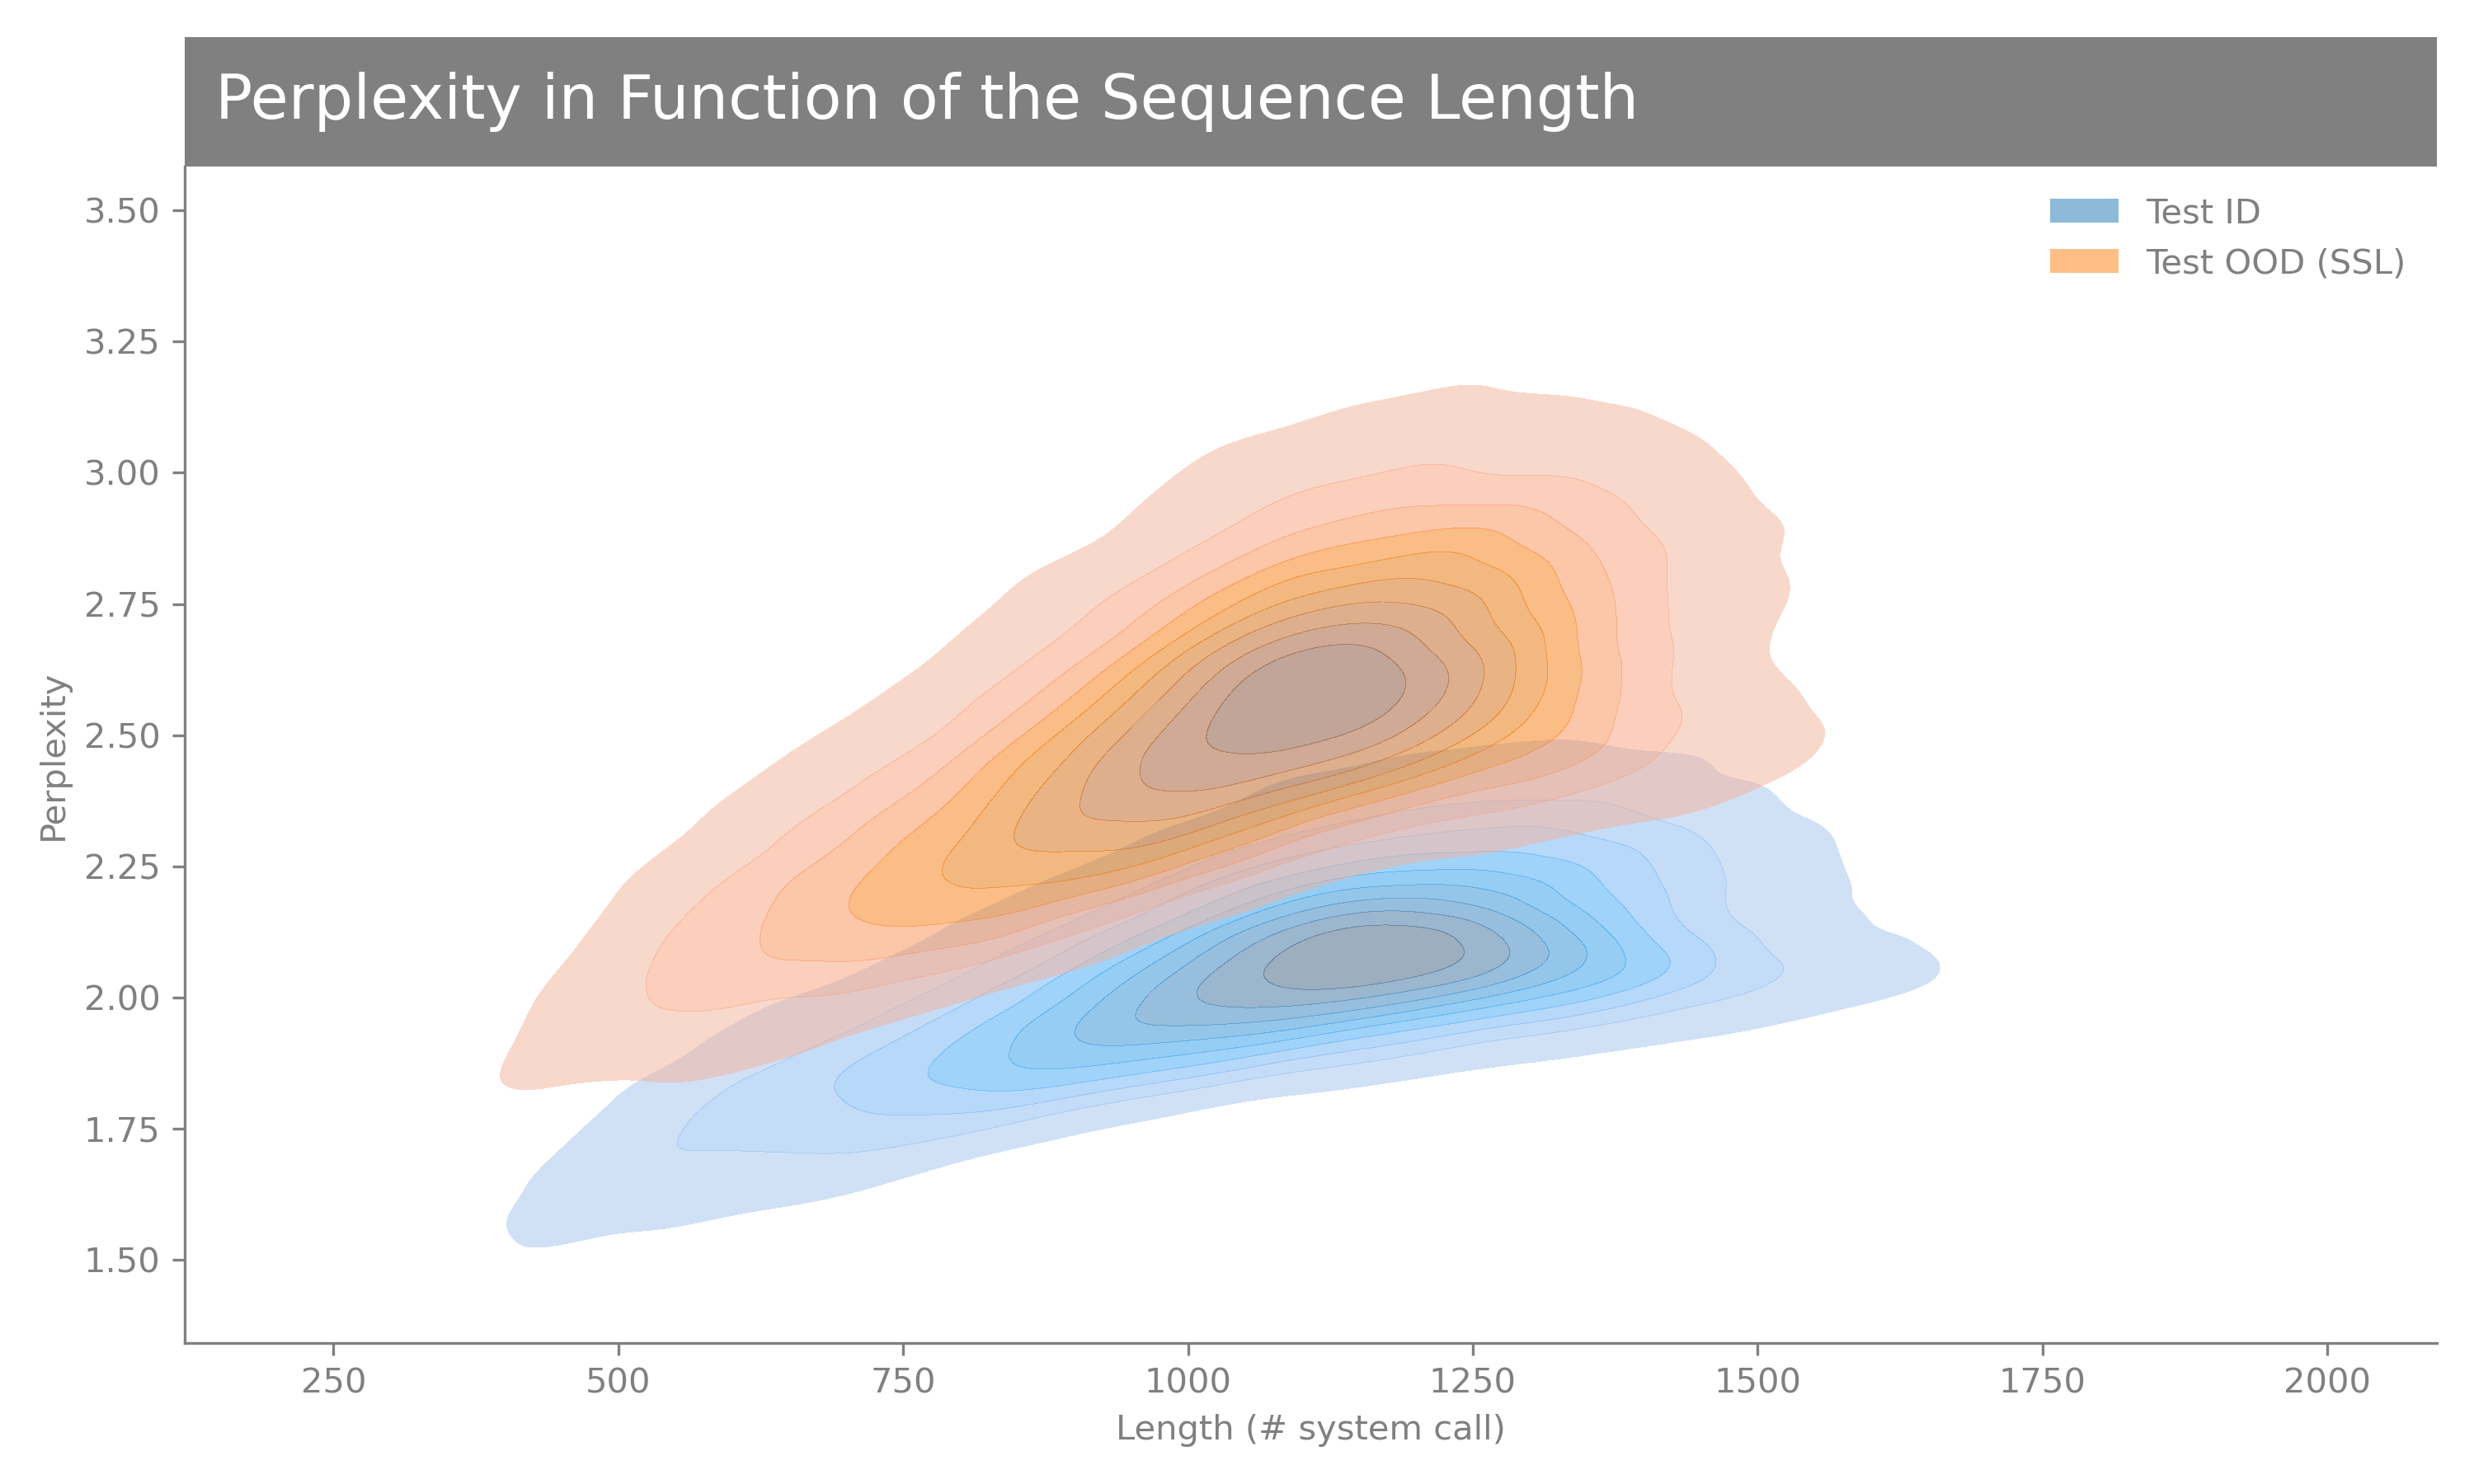 Perplexity in Function of the Sequence Length
Test ID
Test OOD (SSL)
3.50
3.25
3.00
2.75
2.50
2.25
2.00
1.75
1.50
Perplexity
250 500 750 1000 1250 1500 1750 2000
Length (# system call)